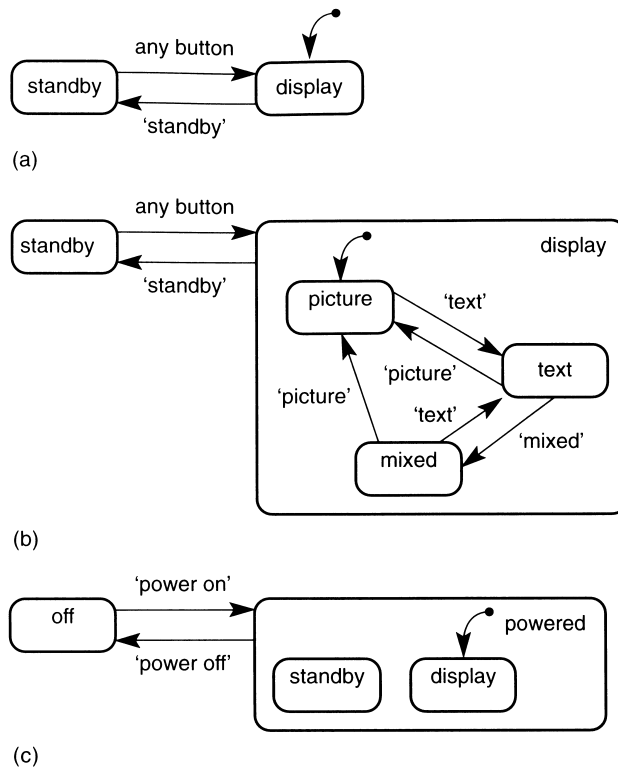 any button
standby
display
‘standby’
(a)
any button
standby
display
‘standby’
picture
‘text’
‘picture’
text
‘picture’
‘text’
‘mixed’
mixed
(b)
‘power on’
off
powered
‘power off’
standby
display
(c)